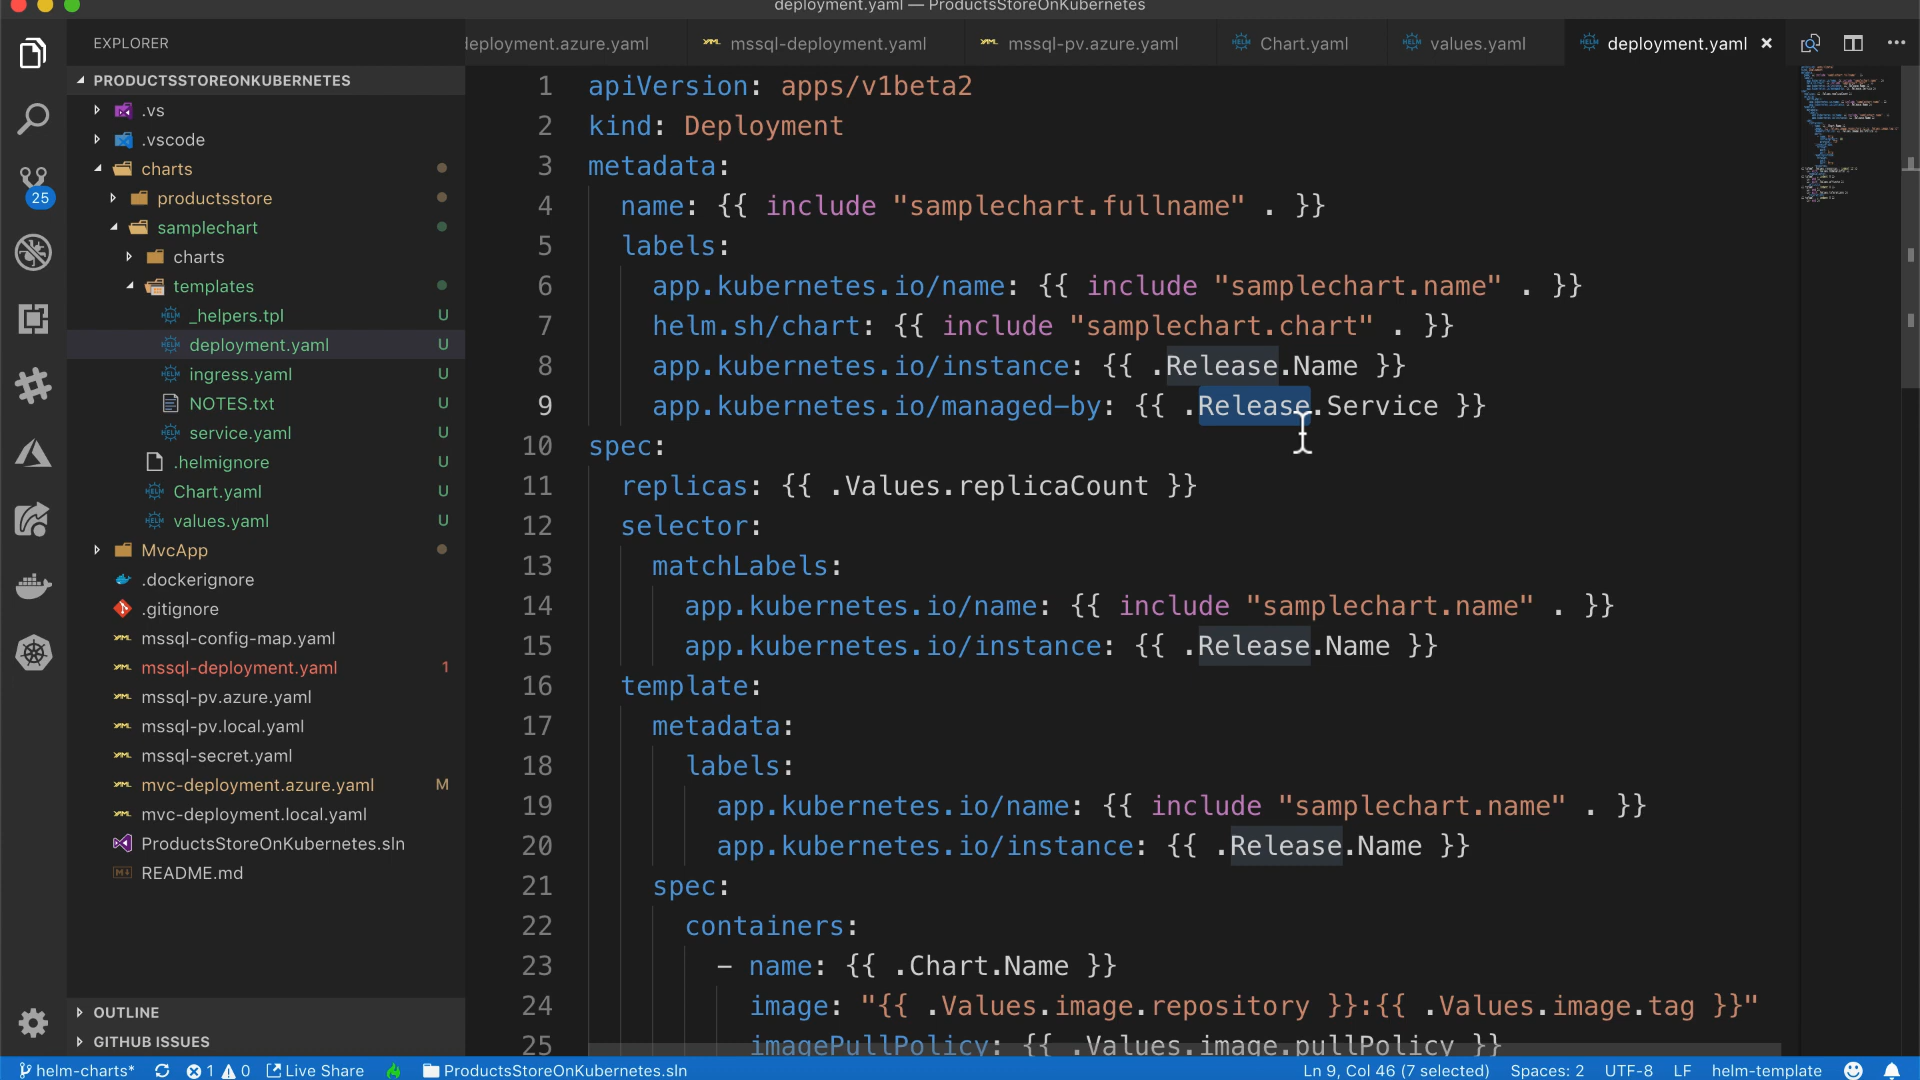 deployment.yaml — ProductsStoreOnKubernetes
EXPLORER
deployment.azure.yaml
mssql-deployment.yaml
mssql-pv.azure.yaml
Chart.yaml
values.yaml
deployment.yaml
PRODUCTSSTOREONKUBERNETES
.vs
.vscode
charts
productsstore
samplechart
charts
templates
_helpers.tpl U
deployment.yaml U
ingress.yaml U
NOTES.txt U
service.yaml U
.helmignore U
Chart.yaml U
values.yaml U
MvcApp
.dockerignore
.gitignore
mssql-config-map.yaml
mssql-deployment.yaml 1
mssql-pv.azure.yaml
mssql-pv.local.yaml
mssql-secret.yaml
mvc-deployment.azure.yaml M
mvc-deployment.local.yaml
ProductsStoreOnKubernetes.sln
README.md
OUTLINE
GITHUB ISSUES
25
1 apiVersion: apps/v1beta2
2 kind: Deployment
3 metadata:
4 name: {{ include "samplechart.fullname" . }}
5 labels:
6 app.kubernetes.io/name: {{ include "samplechart.name" . }}
7 helm.sh/chart: {{ include "samplechart.chart" . }}
8 app.kubernetes.io/instance: {{ .Release.Name }}
9 app.kubernetes.io/managed-by: {{ .Release.Service }}
10 spec:
11 replicas: {{ .Values.replicaCount }}
12 selector:
13 matchLabels:
14 app.kubernetes.io/name: {{ include "samplechart.name" . }}
15 app.kubernetes.io/instance: {{ .Release.Name }}
16 template:
17 metadata:
18 labels:
19 app.kubernetes.io/name: {{ include "samplechart.name" . }}
20 app.kubernetes.io/instance: {{ .Release.Name }}
21 spec:
22 containers:
23 - name: {{ .Chart.Name }}
24 image: "{{ .Values.image.repository }}:{{ .Values.image.tag }}"
25 imagePullPolicy: {{ .Values.image.pullPolicy }}
helm-charts* 1 0 Live Share ProductsStoreOnKubernetes.sln Ln 9, Col 46 (7 selected) Spaces: 2 UTF-8 LF helm-template